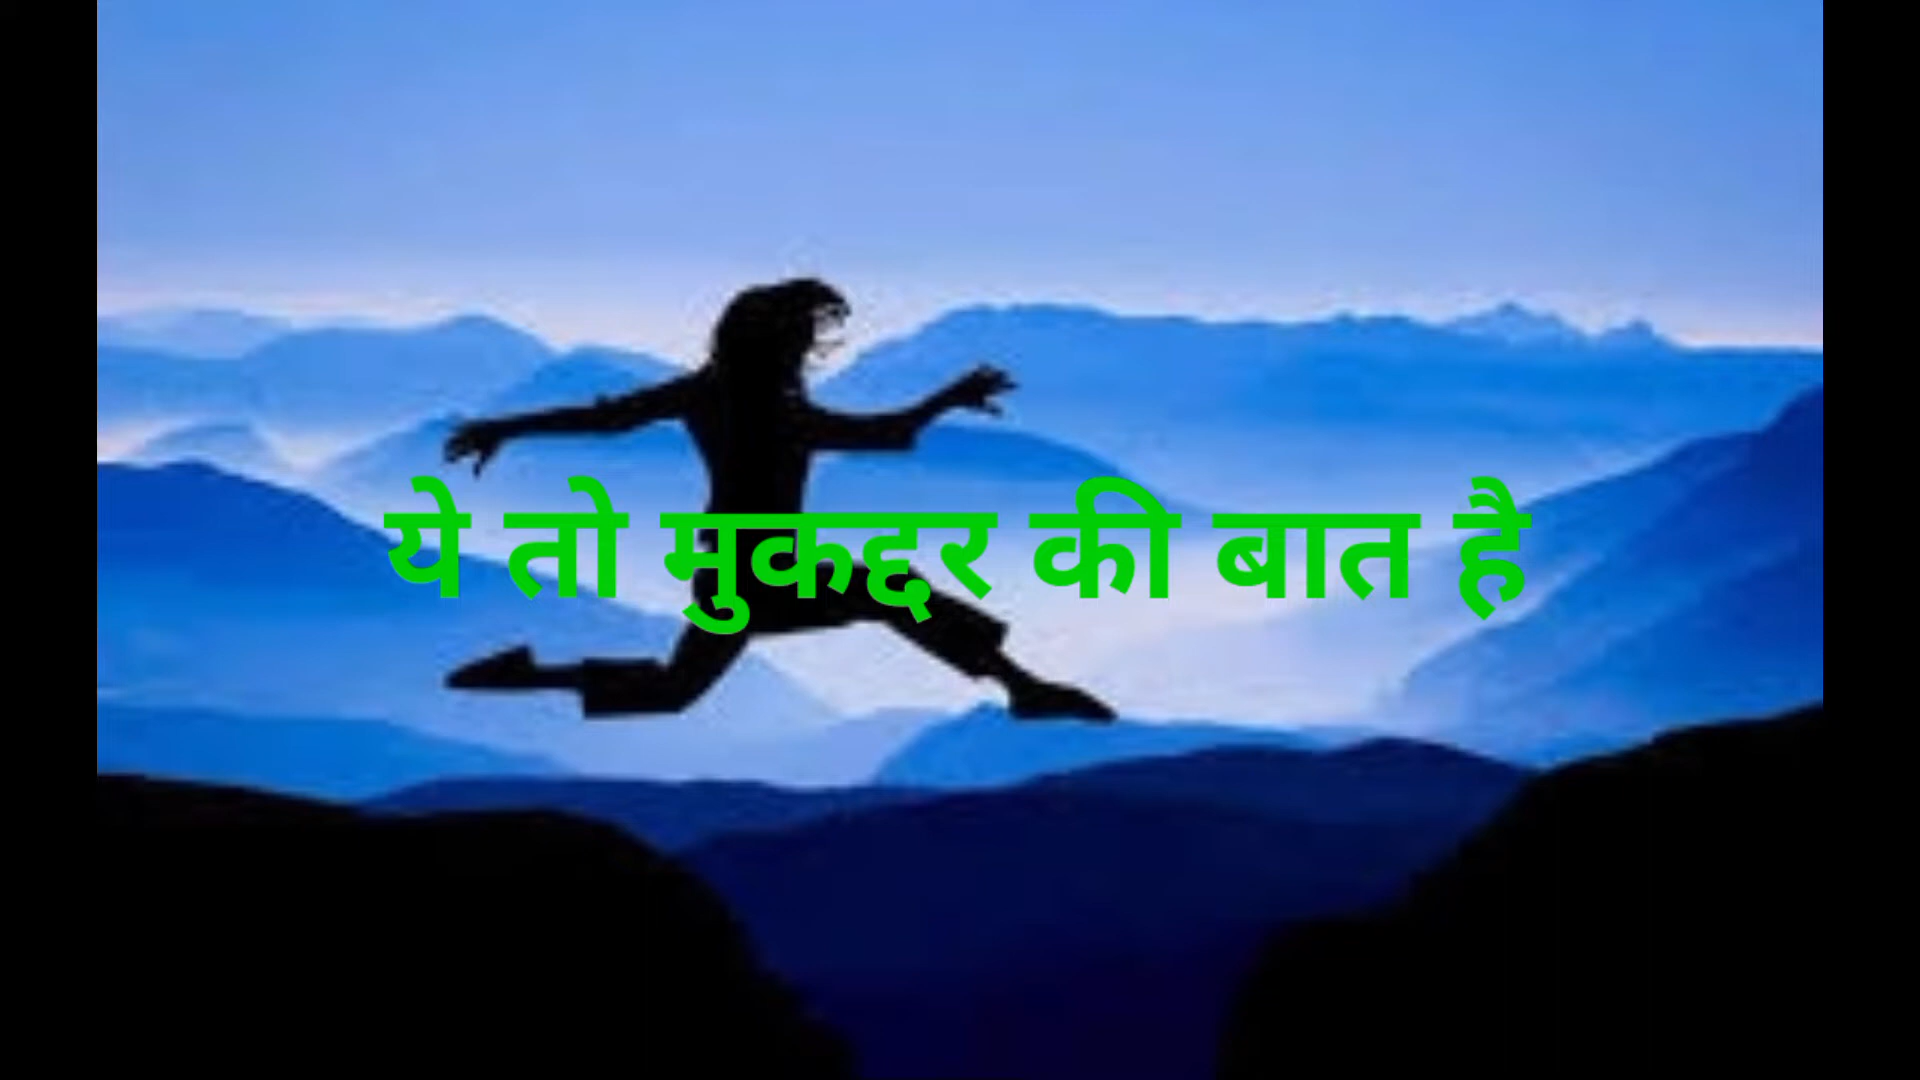 ये तो मुकद्दर की बात है